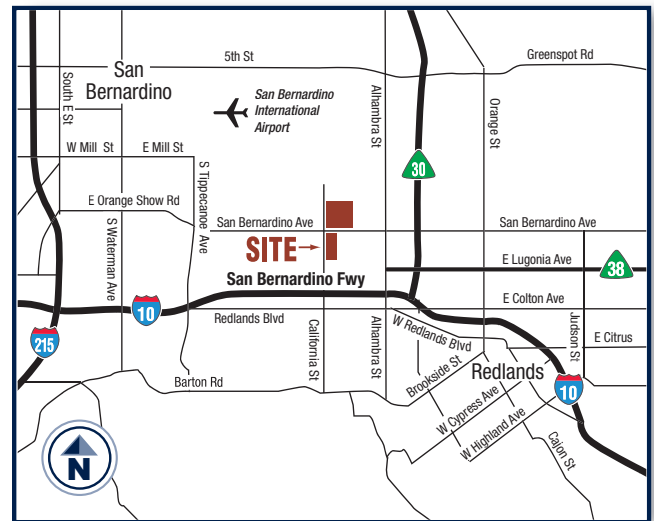 5th St
Greenspot Rd
San
Bernardino
South E St
San Bernardino
International
Airport
Alhambra St
Orange St
W Mill St
E Mill St
30
S Tippecanoe Ave
E Orange Show Rd
S Waterman Ave
San Bernardino Ave
San Bernardino Ave
SITE
E Lugonia Ave
38
San Bernardino Fwy
E Colton Ave
10
Redlands Blvd
California St
Alhambra St
W Redlands Blvd
Judson St
E Citrus
215
Brookside St
Redlands
Barton Rd
10
W Cypress Ave
W Highland Ave
Cajon St
N